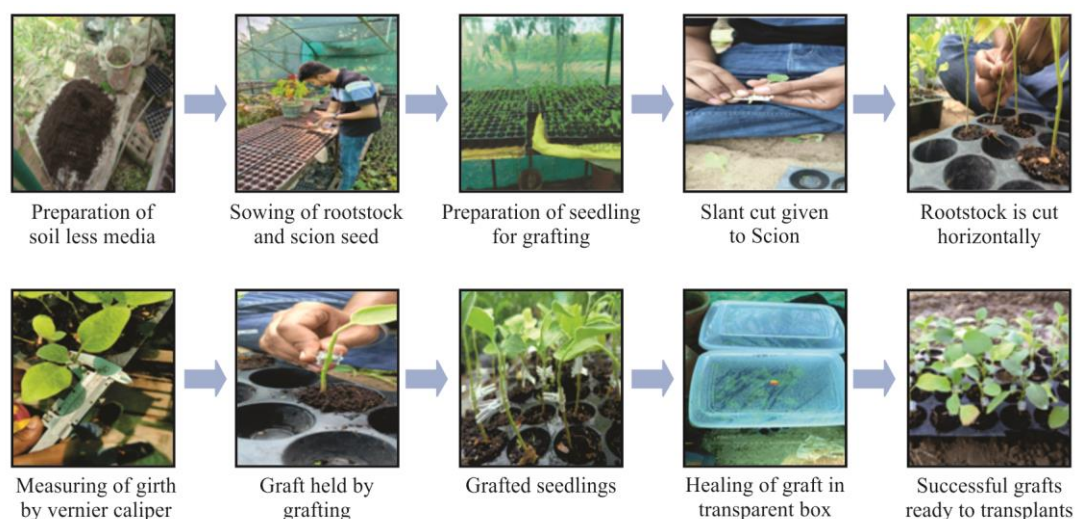 Preparation of
soil less media
Sowing of rootstock
and scion seed
Preparation of seedling
for grafting
Slant cut given
to Scion
Rootstock is cut
horizontally
Measuring of girth
by vernier caliper
Graft held by
grafting
Grafted seedlings
Healing of graft in
transparent box
Successful grafts
ready to transplants